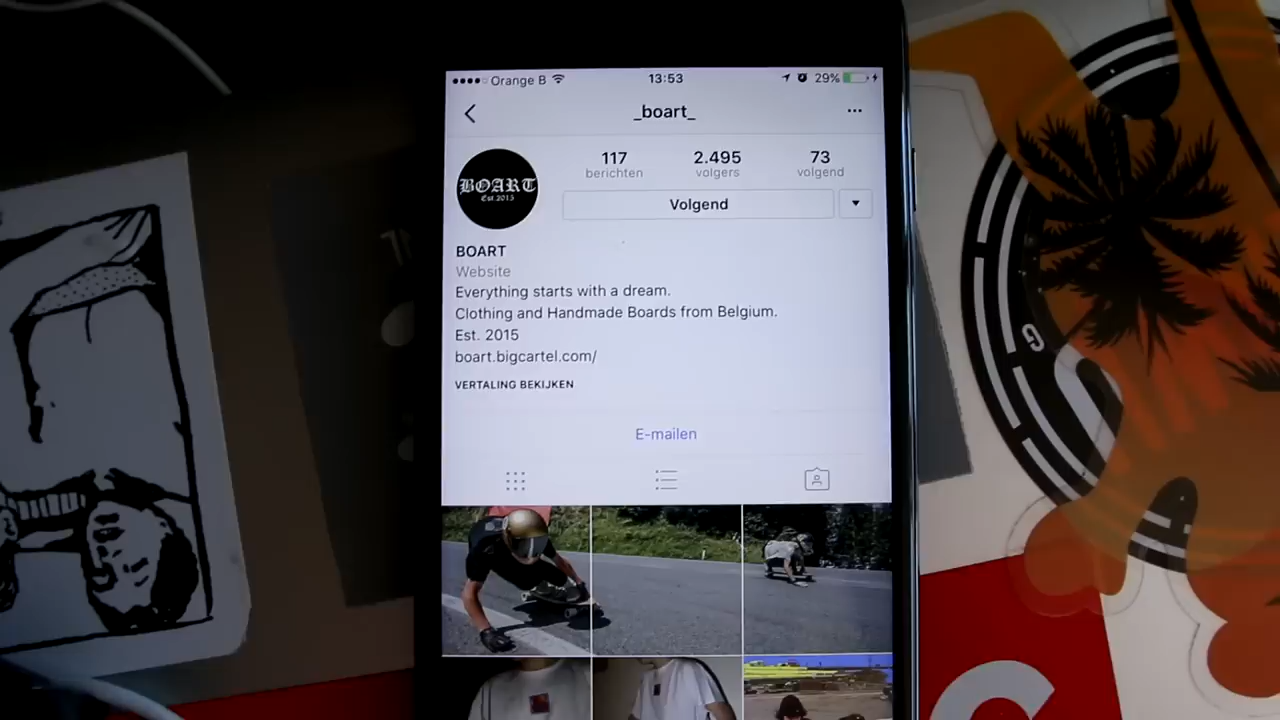 Orange B 13:53 29%
_boart_
117 2.495 73
berichten volgers volgend
BOART
Est.2015
Volgend
BOART
Website
Everything starts with a dream.
Clothing and Handmade Boards from Belgium.
Est. 2015
boart.bigcartel.com/
VERTALING BEKIJKEN
E-mailen
G
C